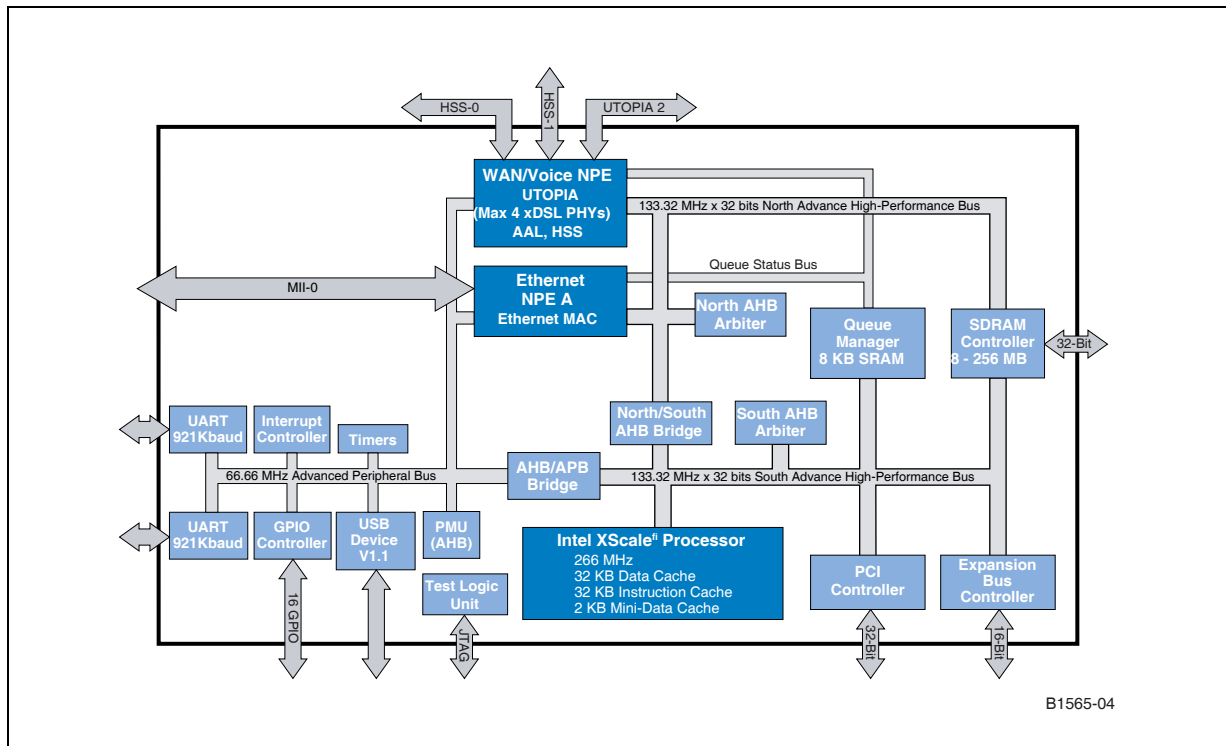 HSS-0
HSS-1
UTOPIA 2
WAN/Voice NPE
UTOPIA
(Max 4 xDSL PHYs)
AAL, HSS
133.32 MHz x 32 bits North Advance High-Performance Bus
Queue Status Bus
MII-0
Ethernet
NPE A
Ethernet MAC
North AHB
Arbiter
Queue
Manager
8 KB SRAM
SDRAM
Controller
8 - 256 MB
32-Bit
UART
921Kbaud
Interrupt
Controller
Timers
North/South
AHB Bridge
South AHB
Arbiter
66.66 MHz Advanced Peripheral Bus
AHB/APB
Bridge
133.32 MHz x 32 bits South Advance High-Performance Bus
UART
921Kbaud
GPIO
Controller
USB
Device
V1.1
PMU
(AHB)
Intel XScalefi Processor
266 MHz
32 KB Data Cache
32 KB Instruction Cache
2 KB Mini-Data Cache
PCI
Controller
Expansion
Bus
Controller
Test Logic
Unit
16 GPIO
JTAG
32-Bit
16-Bit
B1565-04